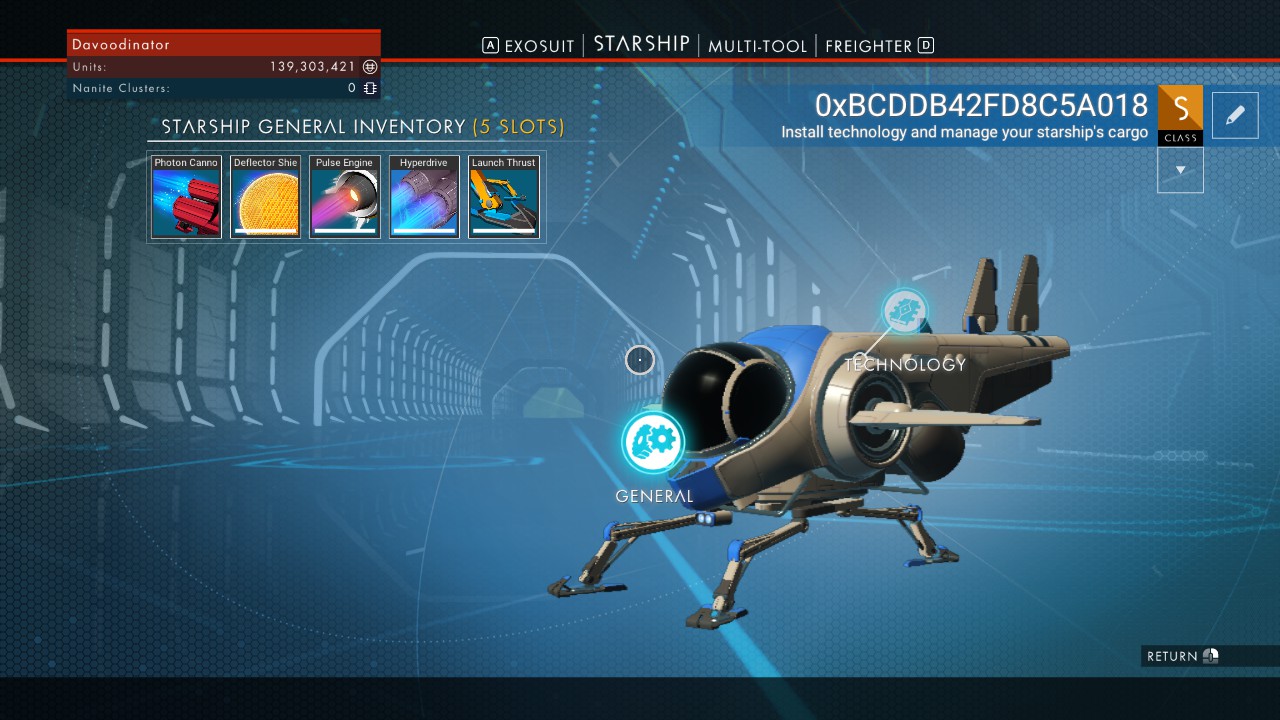 Davoodinator
Units: 139,303,421
Nanite Clusters: 0
A EXOSUIT STARSHIP MULTI-TOOL FREIGHTER D
0xBCDDB42FD8C5A018
Install technology and manage your starship's cargo
S
CLASS
STARSHIP GENERAL INVENTORY (5 SLOTS)
Photon Canno Deflector Shie Pulse Engine Hyperdrive Launch Thrust
TECHNOLOGY
GENERAL
RETURN